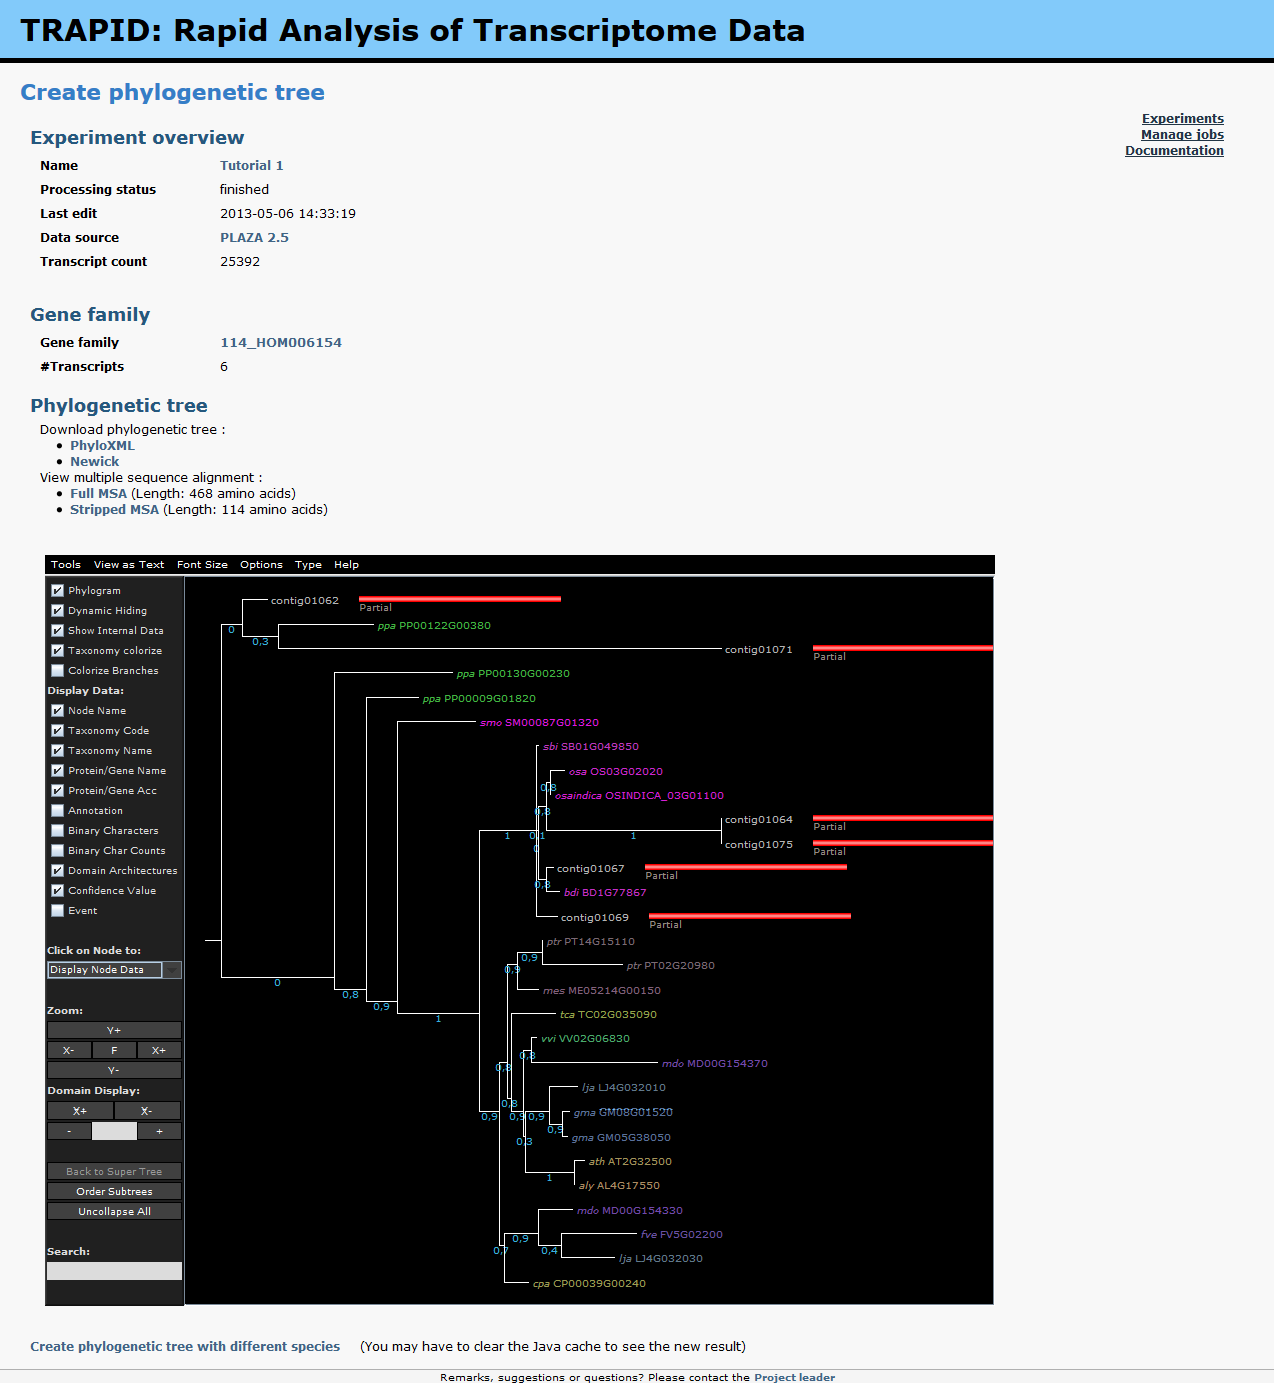 TRAPID: Rapid Analysis of Transcriptome Data
Create phylogenetic tree
Experiments
Manage jobs
Documentation
Experiment overview
Name Tutorial 1
Processing status finished
Last edit 2013-05-06 14:33:19
Data source PLAZA 2.5
Transcript count 25392
Gene family
Gene family 114_HOM006154
#Transcripts 6
Phylogenetic tree
Download phylogenetic tree :
• PhyloXML
• Newick
View multiple sequence alignment :
• Full MSA (Length: 468 amino acids)
• Stripped MSA (Length: 114 amino acids)
Tools View as Text Font Size Options Type Help
Phylogram
Dynamic Hiding
Show Internal Data
Taxonomy colorize
Colorize Branches
Display Data:
Node Name
Taxonomy Code
Taxonomy Name
Protein/Gene Name
Protein/Gene Acc
Annotation
Binary Characters
Binary Char Counts
Domain Architectures
Confidence Value
Event
Click on Node to:
Display Node Data
Zoom:
Y+
X- F X+
Y-
Domain Display:
X+ X-
- +
Back to Super Tree
Order Subtrees
Uncollapse All
Search:
contig01062
Partial
ppa PP00122G00380
0
0,3
contig01071
Partial
ppa PP00130G00230
ppa PP00009G01820
smo SM00087G01320
sbi SB01G049850
osa OS03G02020
0,8
osaindica OSINDICA_03G01100
0,8
contig01064
Partial
1 0,1 1
contig01075
Partial
0
contig01067
Partial
0,8
bdi BD1G77867
contig01069
Partial
ptr PT14G15110
0,9
ptr PT02G20980
0,9
0
mes ME05214G00150
0,8
0,9
tca TC02G035090
1
vvi VV02G06830
0,8
mdo MD00G154370
0,8
lja LJ4G032010
0,8
gma GM08G01520
0,9 0,9 0,9
0,9
gma GM05G38050
0,3
ath AT2G32500
1
aly AL4G17550
mdo MD00G154330
fve FV5G02200
0,9
0,7 0,4
lja LJ4G032030
cpa CP00039G00240
Create phylogenetic tree with different species (You may have to clear the Java cache to see the new result)
Remarks, suggestions or questions? Please contact the Project leader